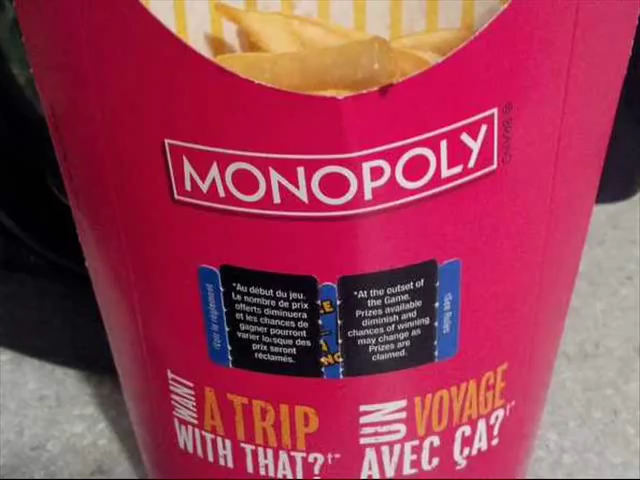 MONOPOLY
*Au début du jeu.
Le nombre de prix
offerts diminuera
et les chances de
gagner pourront
varier lorsque des
prix seront
réclamés.
*At the outset of
the Game.
Prizes available
diminish and
chances of winning
may change as
Prizes are
claimed.
*See Rules
WANT
A TRIP
WITH THAT?†
UN
VOYAGE
AVEC ÇA?†